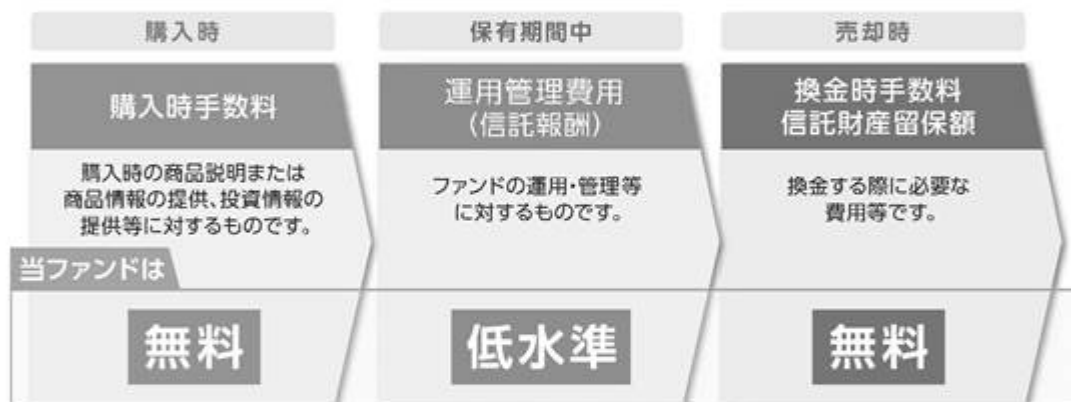 購入時
保有期間中
売却時
購入時手数料
運用管理費用
（信託報酬）
換金時手数料
信託財産留保額
購入時の商品説明または
商品情報の提供、投資情報の
提供等に対するものです。
ファンドの運用・管理等
に対するものです。
換金する際に必要な
費用等です。
当ファンドは
無料
低水準
無料